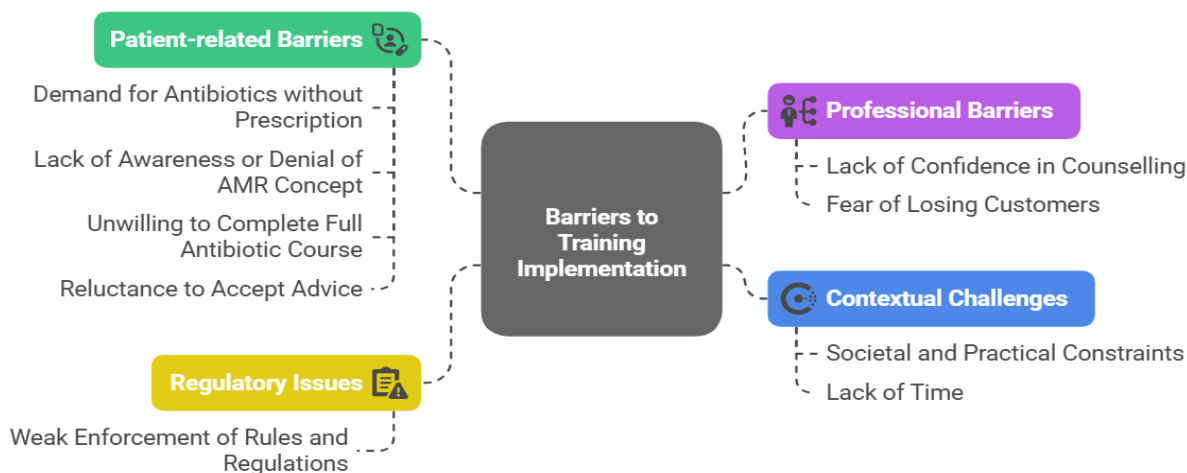 Patient-related Barriers
Demand for Antibiotics without
Prescription
Lack of Awareness or Denial of
AMR Concept
Unwilling to Complete Full
Antibiotic Course
Reluctance to Accept Advice
Regulatory Issues
Weak Enforcement of Rules and
Regulations
Barriers to
Training
Implementation
Professional Barriers
Lack of Confidence in Counselling
Fear of Losing Customers
Contextual Challenges
Societal and Practical Constraints
Lack of Time